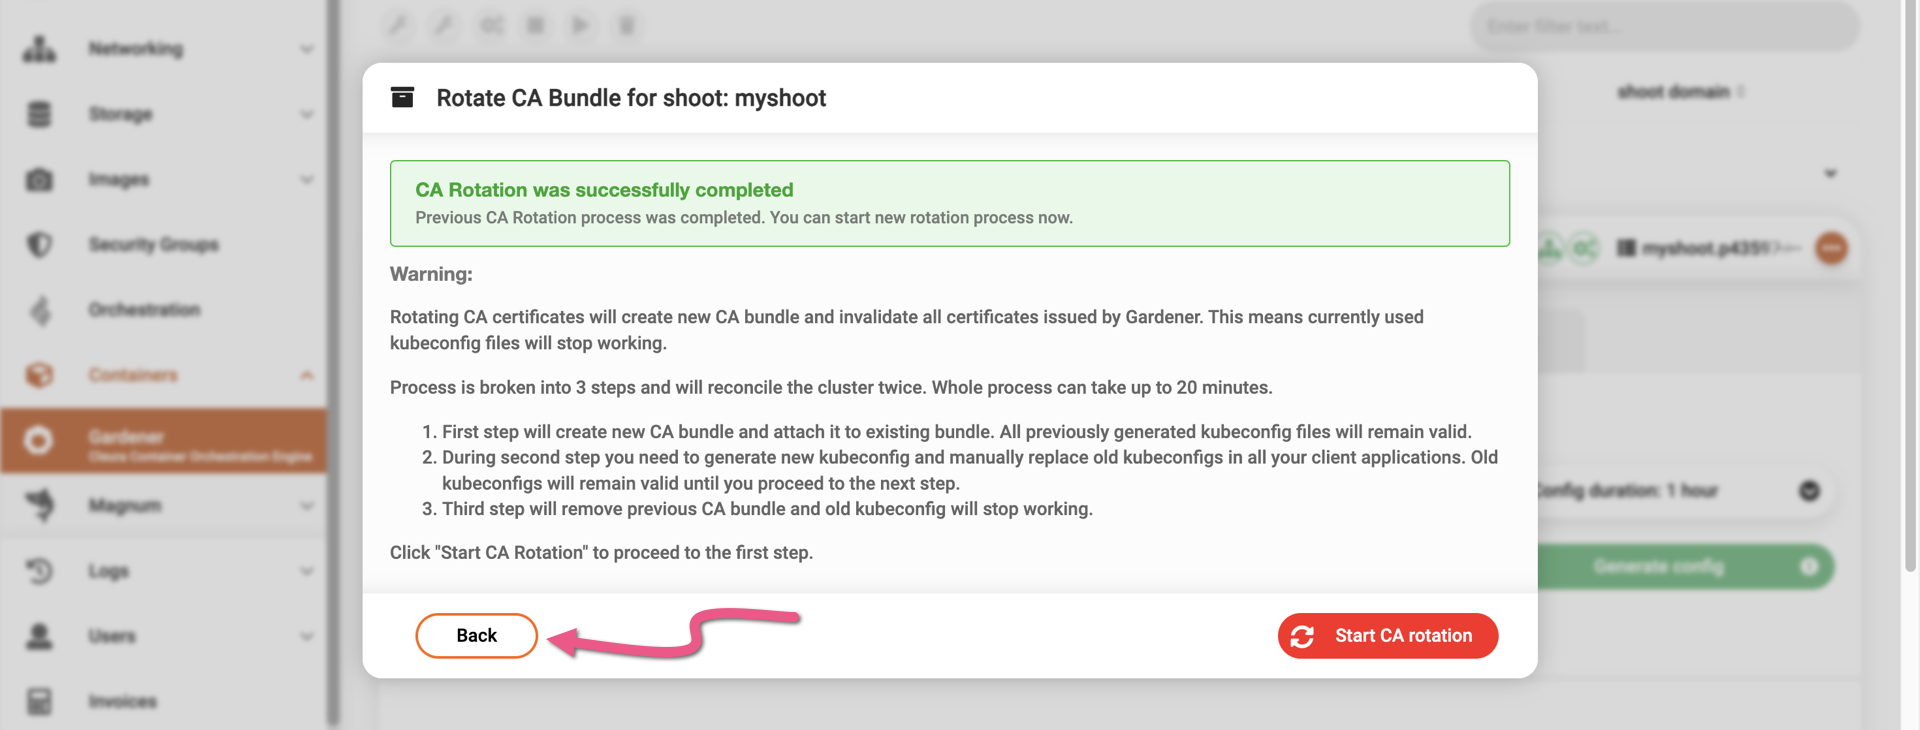 Networking
Storage
Images
Security Groups
Orchestration
Containers
Gardener
Cleura Container Orchestration Engine
Magnum
Logs
Users
Invoices
Enter filter text...
shoot domain
Rotate CA Bundle for shoot: myshoot
CA Rotation was successfully completed
Previous CA Rotation process was completed. You can start new rotation process now.
Warning:
Rotating CA certificates will create new CA bundle and invalidate all certificates issued by Gardener. This means currently used
kubeconfig files will stop working.
Process is broken into 3 steps and will reconcile the cluster twice. Whole process can take up to 20 minutes.
1. First step will create new CA bundle and attach it to existing bundle. All previously generated kubeconfig files will remain valid.
2. During second step you need to generate new kubeconfig and manually replace old kubeconfigs in all your client applications. Old
kubeconfigs will remain valid until you proceed to the next step.
3. Third step will remove previous CA bundle and old kubeconfig will stop working.
Click "Start CA Rotation" to proceed to the first step.
Back
Start CA rotation
Config duration: 1 hour
Generate config